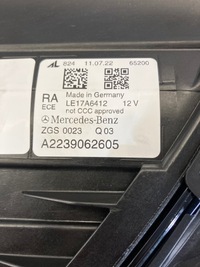 AL 824 11.07.22 65200
Made in Germany
RA
ECE
LE17A6412 12 V
not CCC approved
Mercedes-Benz
ZGS 0023 Q 03
A2239062605